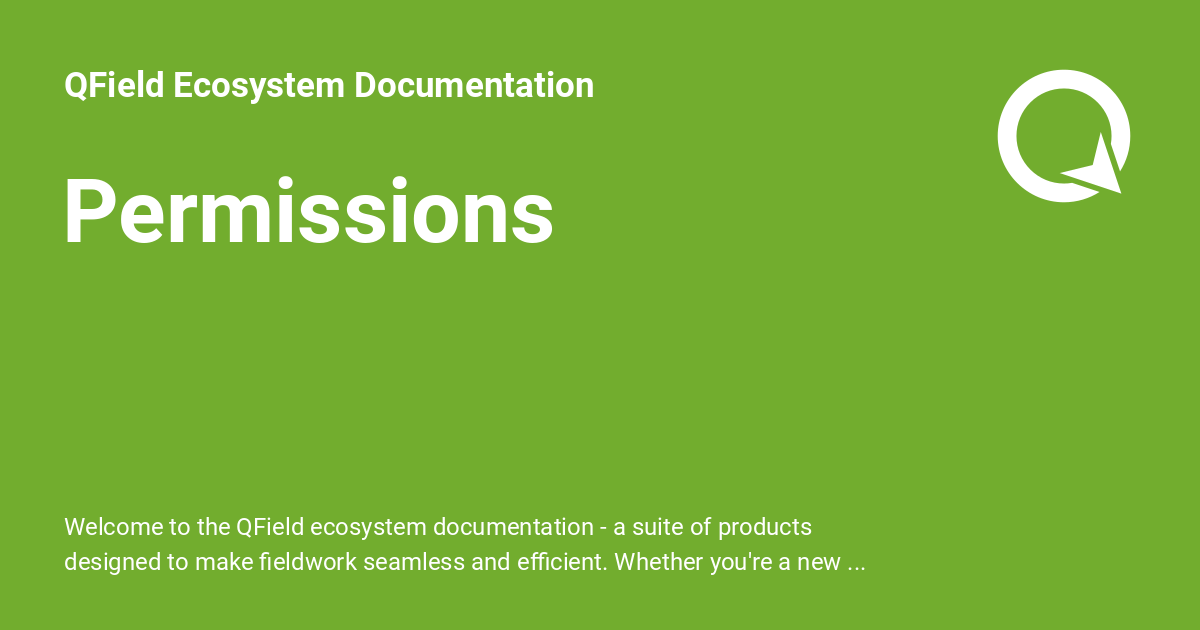 QField Ecosystem Documentation
Permissions
Welcome to the QField ecosystem documentation - a suite of products
designed to make fieldwork seamless and efficient. Whether you're a new ...